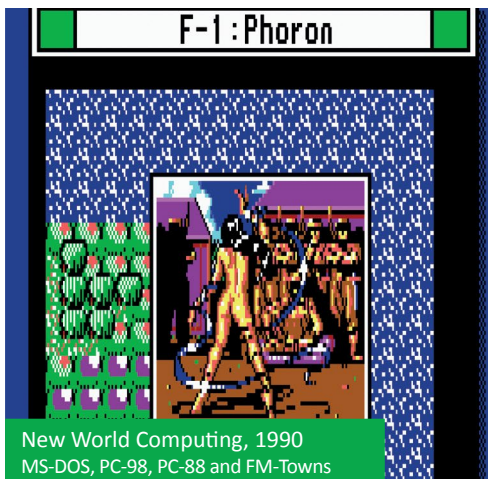 F-1:Phoron
New World Computing, 1990
MS-DOS, PC-98, PC-88 and FM-Towns